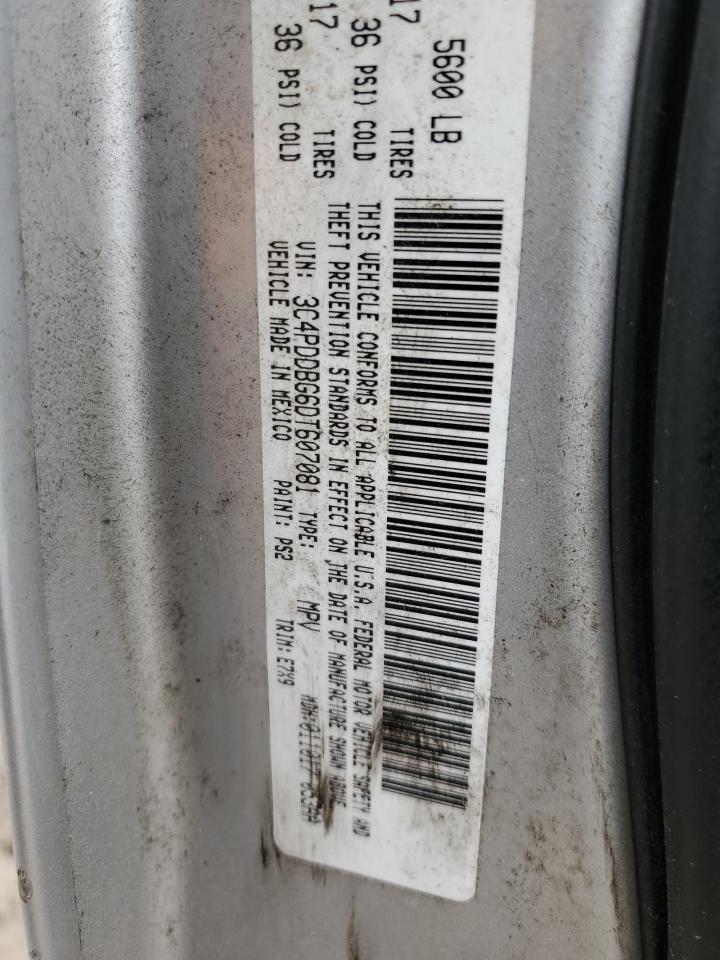 5600 LB
17 TIRES
36 PSI) COLD
17 TIRES
36 PSI) COLD
THIS VEHICLE CONFORMS TO ALL APPLICABLE U.S.A. FEDERAL MOTOR VEHICLE SAFETY AND
THEFT PREVENTION STANDARDS IN EFFECT ON THE DATE OF MANUFACTURE SHOWN ABOVE
VIN: 3C4PDDBG6DT607081 TYPE: MPV MDH:
VEHICLE MADE IN MEXICO PAINT: PS2 TRIM: E7X9